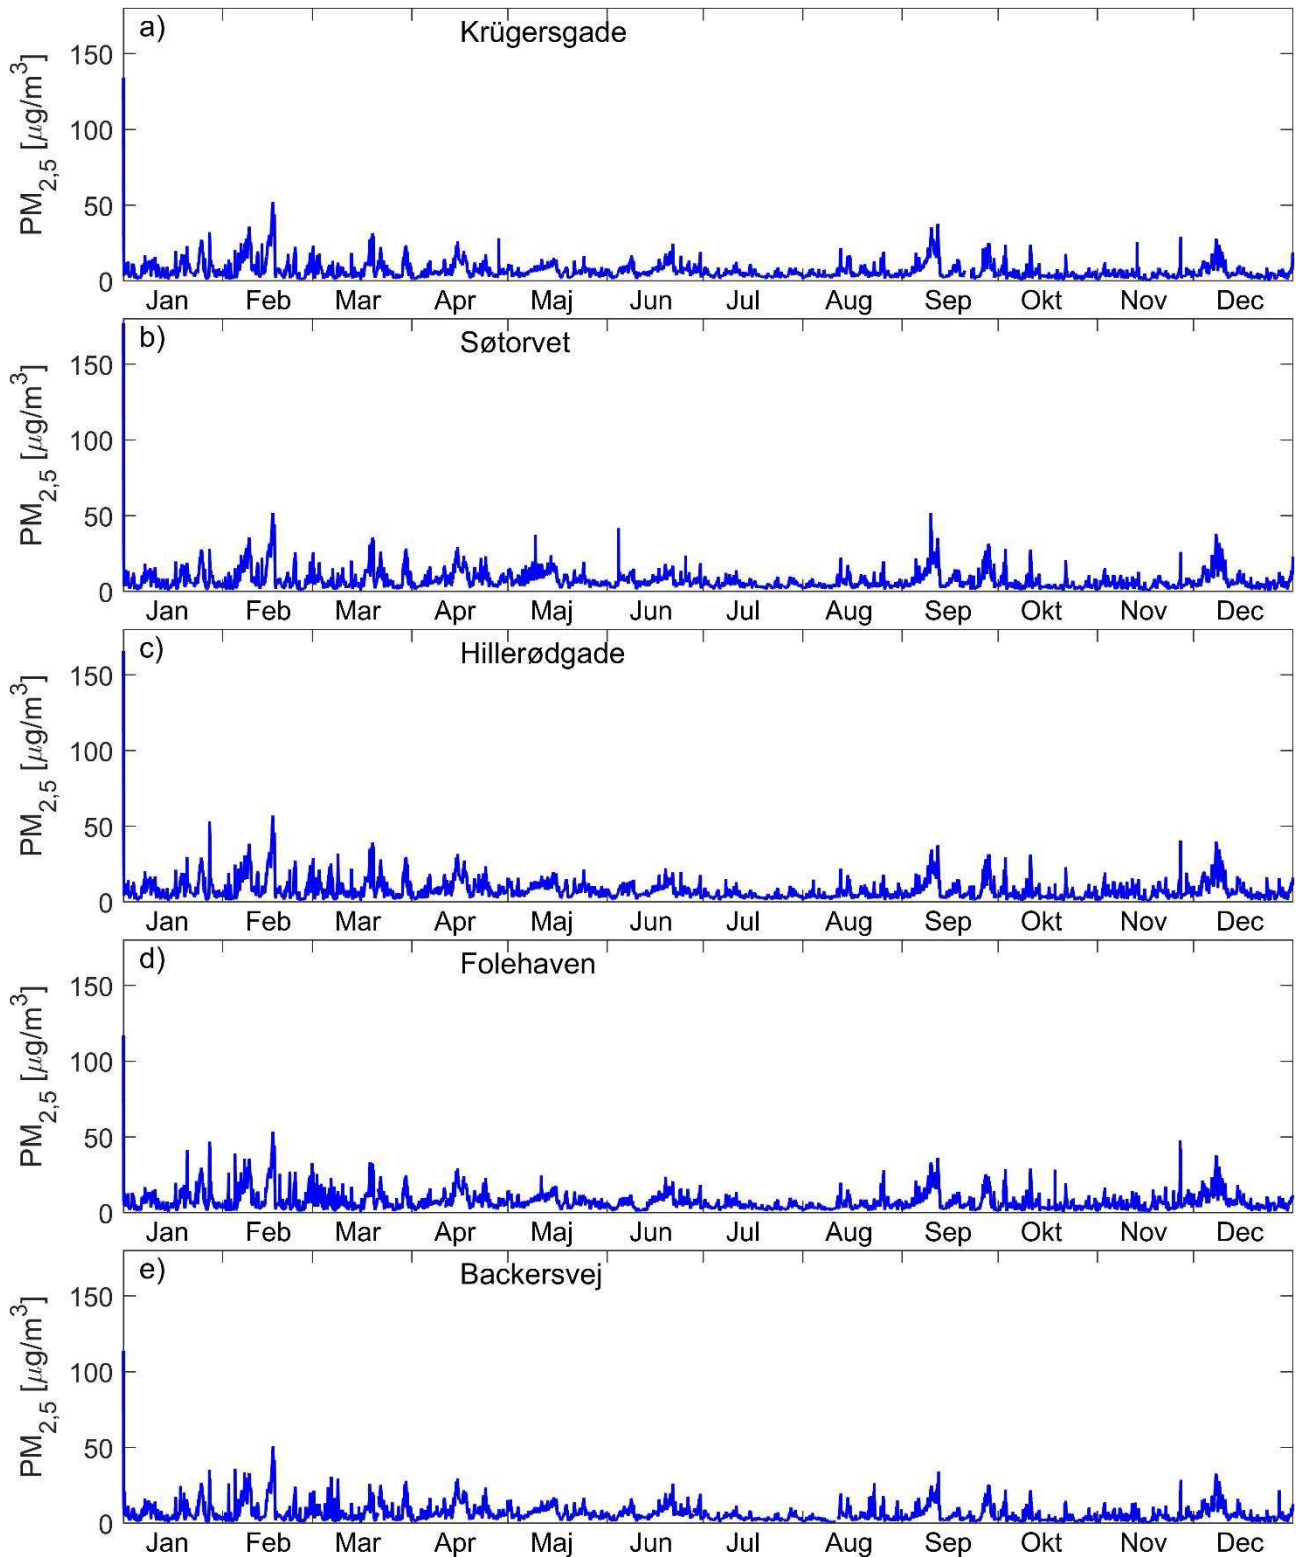 a) Krügersgade
PM2,5 [μg/m3]
150
100
50
0
Jan Feb Mar Apr Maj Jun Jul Aug Sep Okt Nov Dec
b) Søtorvet
PM2,5 [μg/m3]
150
100
50
0
Jan Feb Mar Apr Maj Jun Jul Aug Sep Okt Nov Dec
c) Hillerødgade
PM2,5 [μg/m3]
150
100
50
0
Jan Feb Mar Apr Maj Jun Jul Aug Sep Okt Nov Dec
d) Folehaven
PM2,5 [μg/m3]
150
100
50
0
Jan Feb Mar Apr Maj Jun Jul Aug Sep Okt Nov Dec
e) Backersvej
PM2,5 [μg/m3]
150
100
50
0
Jan Feb Mar Apr Maj Jun Jul Aug Sep Okt Nov Dec